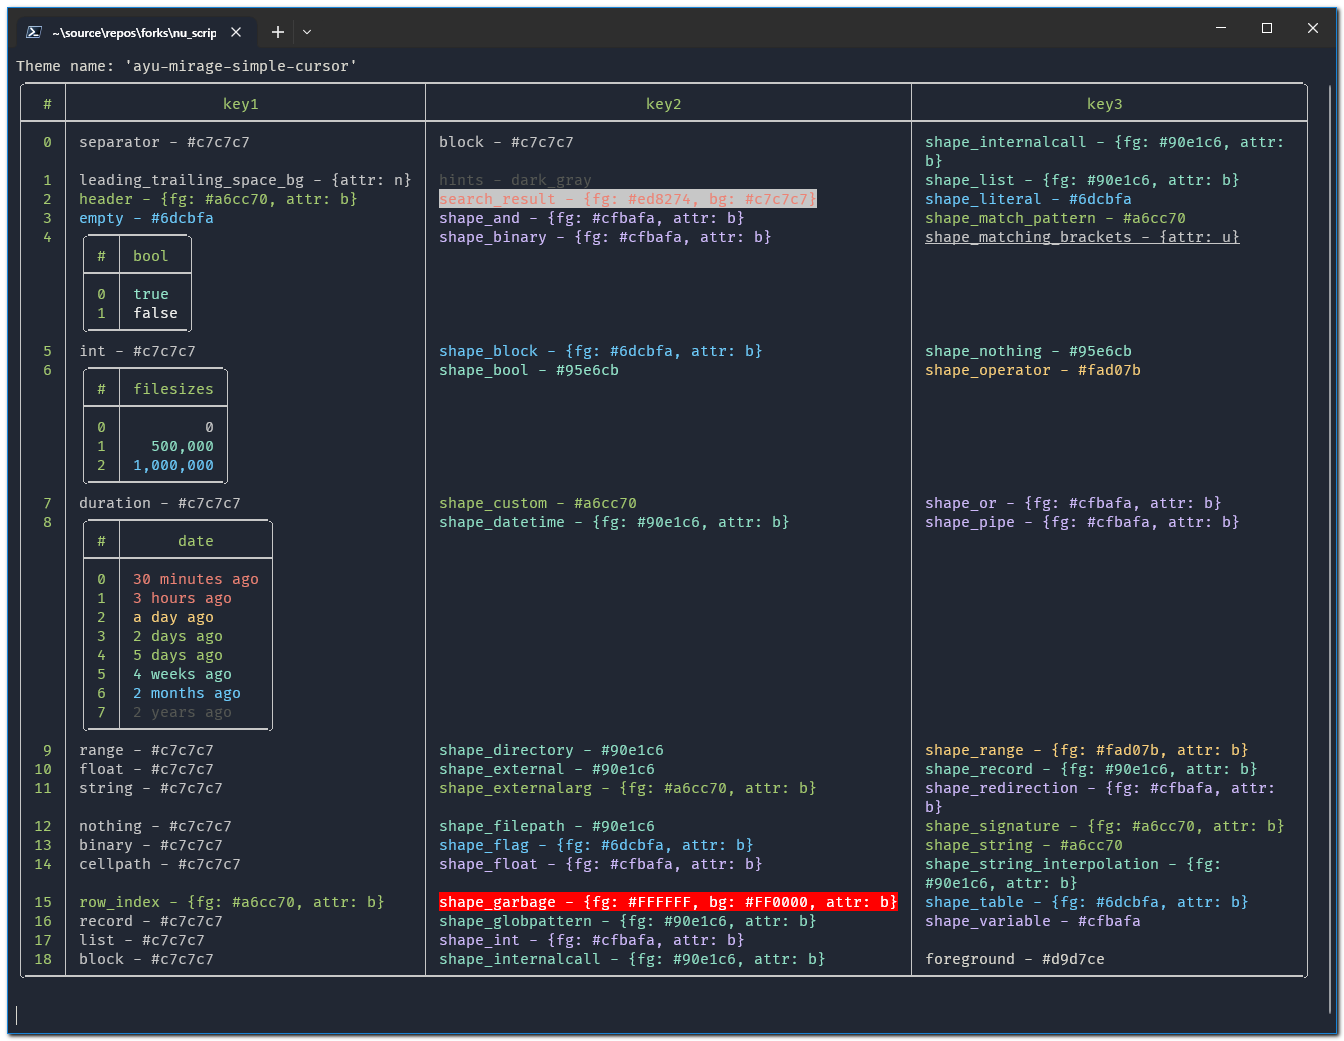 ~\source\repos\forks\nu_scrip
Theme name: 'ayu-mirage-simple-cursor'
# key1 key2 key3
0 separator - #c7c7c7 block - #c7c7c7 shape_internalcall - {fg: #90e1c6, attr:
b}
1 leading_trailing_space_bg - {attr: n} hints - dark_gray shape_list - {fg: #90e1c6, attr: b}
2 header - {fg: #a6cc70, attr: b} search_result - {fg: #ed8274, bg: #c7c7c7} shape_literal - #6dcbfa
3 empty - #6dcbfa shape_and - {fg: #cfbafa, attr: b} shape_match_pattern - #a6cc70
4 shape_binary - {fg: #cfbafa, attr: b} shape_matching_brackets - {attr: u}
# bool
0 true
1 false
5 int - #c7c7c7 shape_block - {fg: #6dcbfa, attr: b} shape_nothing - #95e6cb
6 shape_bool - #95e6cb shape_operator - #fad07b
# filesizes
0 0
1 500,000
2 1,000,000
7 duration - #c7c7c7 shape_custom - #a6cc70 shape_or - {fg: #cfbafa, attr: b}
8 shape_datetime - {fg: #90e1c6, attr: b} shape_pipe - {fg: #cfbafa, attr: b}
# date
0 30 minutes ago
1 3 hours ago
2 a day ago
3 2 days ago
4 5 days ago
5 4 weeks ago
6 2 months ago
7 2 years ago
9 range - #c7c7c7 shape_directory - #90e1c6 shape_range - {fg: #fad07b, attr: b}
10 float - #c7c7c7 shape_external - #90e1c6 shape_record - {fg: #90e1c6, attr: b}
11 string - #c7c7c7 shape_externalarg - {fg: #a6cc70, attr: b} shape_redirection - {fg: #cfbafa, attr:
b}
12 nothing - #c7c7c7 shape_filepath - #90e1c6 shape_signature - {fg: #a6cc70, attr: b}
13 binary - #c7c7c7 shape_flag - {fg: #6dcbfa, attr: b} shape_string - #a6cc70
14 cellpath - #c7c7c7 shape_float - {fg: #cfbafa, attr: b} shape_string_interpolation - {fg:
#90e1c6, attr: b}
15 row_index - {fg: #a6cc70, attr: b} shape_garbage - {fg: #FFFFFF, bg: #FF0000, attr: b} shape_table - {fg: #6dcbfa, attr: b}
16 record - #c7c7c7 shape_globpattern - {fg: #90e1c6, attr: b} shape_variable - #cfbafa
17 list - #c7c7c7 shape_int - {fg: #cfbafa, attr: b}
18 block - #c7c7c7 shape_internalcall - {fg: #90e1c6, attr: b} foreground - #d9d7ce